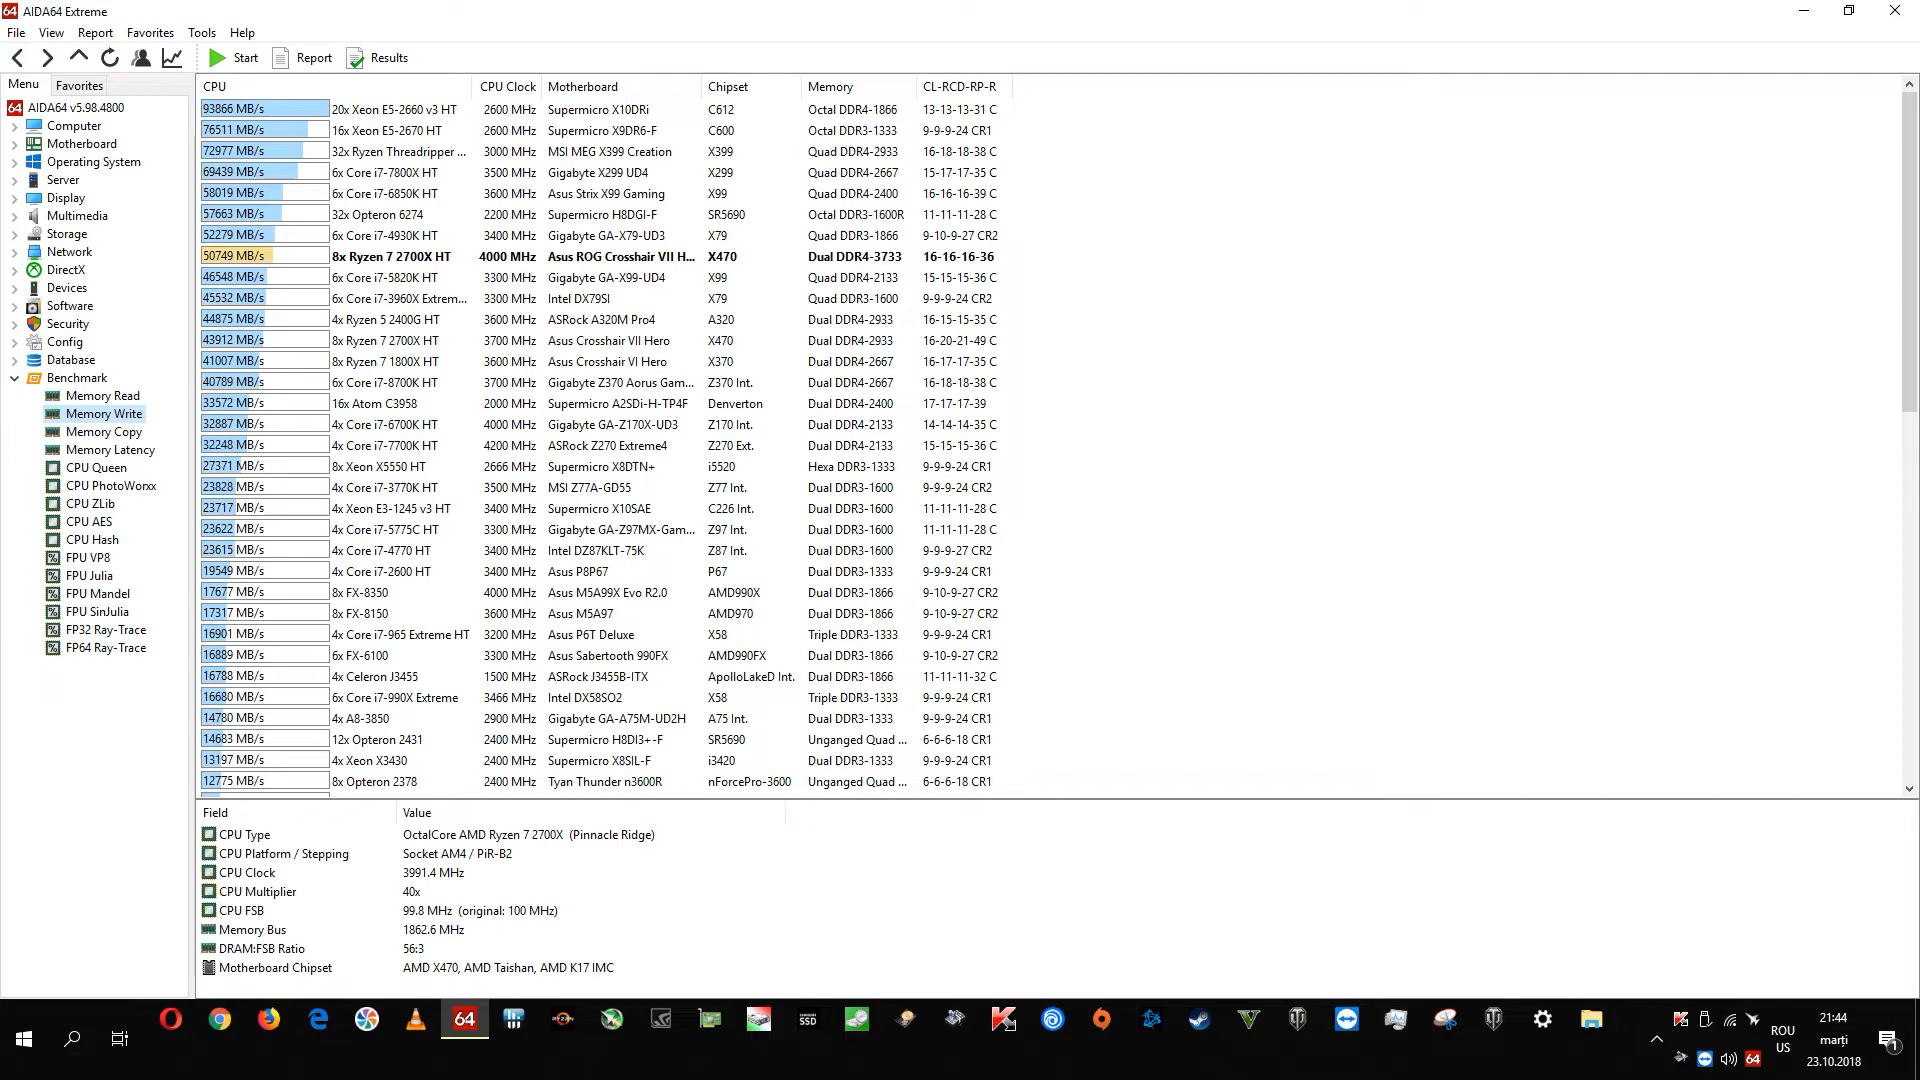 64 AIDA64 Extreme
File View Report Favorites Tools Help
Start Report Results
Menu Favorites
64 AIDA64 v5.98.4800
Computer
Motherboard
Operating System
Server
Display
Multimedia
Storage
Network
DirectX
Devices
Software
Security
Config
Database
Benchmark
Memory Read
Memory Write
Memory Copy
Memory Latency
CPU Queen
CPU PhotoWorxx
CPU ZLib
CPU AES
CPU Hash
FPU VP8
FPU Julia
FPU Mandel
FPU SinJulia
FP32 Ray-Trace
FP64 Ray-Trace
CPU CPU Clock Motherboard Chipset Memory CL-RCD-RP-R
93866 MB/s 20x Xeon E5-2660 v3 HT 2600 MHz Supermicro X10DRi C612 Octal DDR4-1866 13-13-13-31 C
76511 MB/s 16x Xeon E5-2670 HT 2600 MHz Supermicro X9DR6-F C600 Octal DDR3-1333 9-9-9-24 CR1
72977 MB/s 32x Ryzen Threadripper ... 3000 MHz MSI MEG X399 Creation X399 Quad DDR4-2933 16-18-18-38 C
69439 MB/s 6x Core i7-7800X HT 3500 MHz Gigabyte X299 UD4 X299 Quad DDR4-2667 15-17-17-35 C
58019 MB/s 6x Core i7-6850K HT 3600 MHz Asus Strix X99 Gaming X99 Quad DDR4-2400 16-16-16-39 C
57663 MB/s 32x Opteron 6274 2200 MHz Supermicro H8DGI-F SR5690 Octal DDR3-1600R 11-11-11-28 C
52279 MB/s 6x Core i7-4930K HT 3400 MHz Gigabyte GA-X79-UD3 X79 Quad DDR3-1866 9-10-9-27 CR2
50749 MB/s 8x Ryzen 7 2700X HT 4000 MHz Asus ROG Crosshair VII H... X470 Dual DDR4-3733 16-16-16-36
46548 MB/s 6x Core i7-5820K HT 3300 MHz Gigabyte GA-X99-UD4 X99 Quad DDR4-2133 15-15-15-36 C
45532 MB/s 6x Core i7-3960X Extrem... 3300 MHz Intel DX79SI X79 Quad DDR3-1600 9-9-9-24 CR2
44875 MB/s 4x Ryzen 5 2400G HT 3600 MHz ASRock A320M Pro4 A320 Dual DDR4-2933 16-15-15-35 C
43912 MB/s 8x Ryzen 7 2700X HT 3700 MHz Asus Crosshair VII Hero X470 Dual DDR4-2933 16-20-21-49 C
41007 MB/s 8x Ryzen 7 1800X HT 3600 MHz Asus Crosshair VI Hero X370 Dual DDR4-2667 16-17-17-35 C
40789 MB/s 6x Core i7-8700K HT 3700 MHz Gigabyte Z370 Aorus Gam... Z370 Int. Dual DDR4-2667 16-18-18-38 C
33572 MB/s 16x Atom C3958 2000 MHz Supermicro A2SDi-H-TP4F Denverton Dual DDR4-2400 17-17-17-39
32887 MB/s 4x Core i7-6700K HT 4000 MHz Gigabyte GA-Z170X-UD3 Z170 Int. Dual DDR4-2133 14-14-14-35 C
32248 MB/s 4x Core i7-7700K HT 4200 MHz ASRock Z270 Extreme4 Z270 Ext. Dual DDR4-2133 15-15-15-36 C
27371 MB/s 8x Xeon X5550 HT 2666 MHz Supermicro X8DTN+ i5520 Hexa DDR3-1333 9-9-9-24 CR1
23828 MB/s 4x Core i7-3770K HT 3500 MHz MSI Z77A-GD55 Z77 Int. Dual DDR3-1600 9-9-9-24 CR2
23717 MB/s 4x Xeon E3-1245 v3 HT 3400 MHz Supermicro X10SAE C226 Int. Dual DDR3-1600 11-11-11-28 C
23622 MB/s 4x Core i7-5775C HT 3300 MHz Gigabyte GA-Z97MX-Gam... Z97 Int. Dual DDR3-1600 11-11-11-28 C
23615 MB/s 4x Core i7-4770 HT 3400 MHz Intel DZ87KLT-75K Z87 Int. Dual DDR3-1600 9-9-9-27 CR2
19549 MB/s 4x Core i7-2600 HT 3400 MHz Asus P8P67 P67 Dual DDR3-1333 9-9-9-24 CR1
17677 MB/s 8x FX-8350 4000 MHz Asus M5A99X Evo R2.0 AMD990X Dual DDR3-1866 9-10-9-27 CR2
17317 MB/s 8x FX-8150 3600 MHz Asus M5A97 AMD970 Dual DDR3-1866 9-10-9-27 CR2
16901 MB/s 4x Core i7-965 Extreme HT 3200 MHz Asus P6T Deluxe X58 Triple DDR3-1333 9-9-9-24 CR1
16889 MB/s 6x FX-6100 3300 MHz Asus Sabertooth 990FX AMD990FX Dual DDR3-1866 9-10-9-27 CR2
16788 MB/s 4x Celeron J3455 1500 MHz ASRock J3455B-ITX ApolloLakeD Int. Dual DDR3-1866 11-11-11-32 C
16680 MB/s 6x Core i7-990X Extreme 3466 MHz Intel DX58SO2 X58 Triple DDR3-1333 9-9-9-24 CR1
14780 MB/s 4x A8-3850 2900 MHz Gigabyte GA-A75M-UD2H A75 Int. Dual DDR3-1333 9-9-9-24 CR1
14683 MB/s 12x Opteron 2431 2400 MHz Supermicro H8DI3+-F SR5690 Unganged Quad ... 6-6-6-18 CR1
13197 MB/s 4x Xeon X3430 2400 MHz Supermicro X8SIL-F i3420 Dual DDR3-1333 9-9-9-24 CR1
12775 MB/s 8x Opteron 2378 2400 MHz Tyan Thunder n3600R nForcePro-3600 Unganged Quad ... 6-6-6-18 CR1
Field Value
CPU Type OctalCore AMD Ryzen 7 2700X (Pinnacle Ridge)
CPU Platform / Stepping Socket AM4 / PiR-B2
CPU Clock 3991.4 MHz
CPU Multiplier 40x
CPU FSB 99.8 MHz (original: 100 MHz)
Memory Bus 1862.6 MHz
DRAM:FSB Ratio 56:3
Motherboard Chipset AMD X470, AMD Taishan, AMD K17 IMC
64
RYZEN
SSD
64
ROU
US
21:44
marți
23.10.2018
1